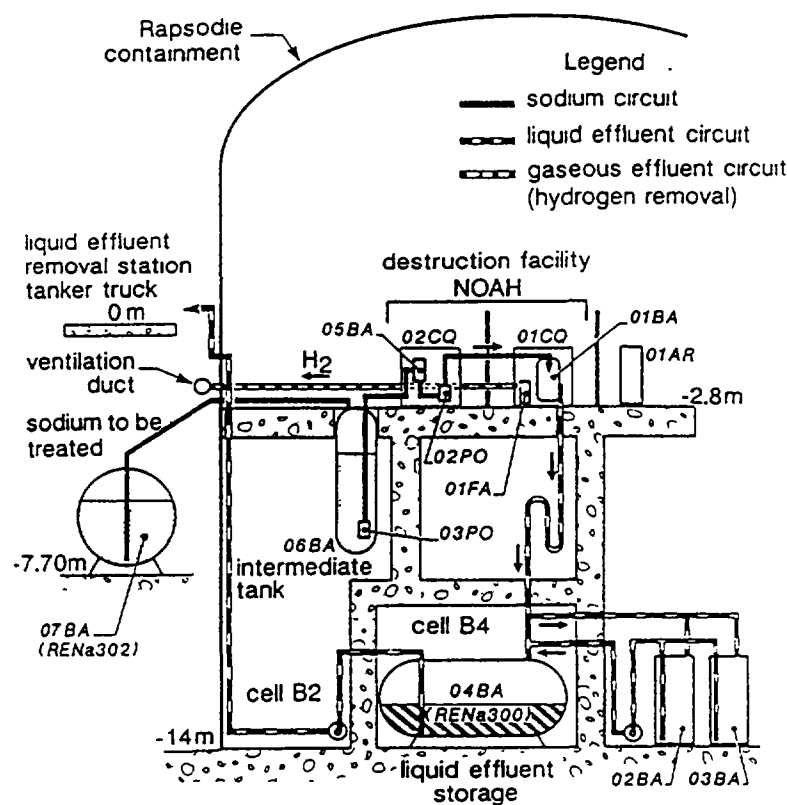 Rapsodie
containment
Legend
sodium circuit
liquid effluent circuit
gaseous effluent circuit
(hydrogen removal)
liquid effluent
removal station
tanker truck
0 m
destruction facility
NOAH
05BA
02CQ
01CQ
01BA
01AR
ventilation
duct
H2
-2.8m
sodium to be
treated
02PO
01FA
03PO
06BA
intermediate
tank
-7.70m
07BA
(RENa302)
cell B4
cell B2
04BA
(RENa300)
-14m
liquid effluent
storage
02BA
03BA